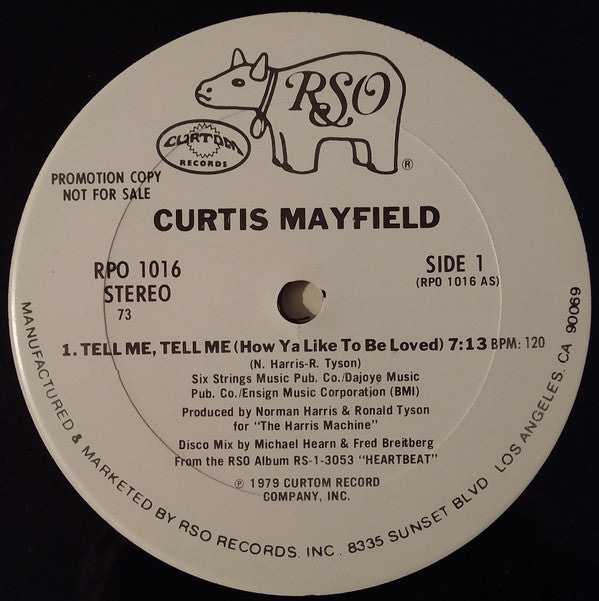 RSO
®
CURTOM
RECORDS
PROMOTION COPY
NOT FOR SALE
CURTIS MAYFIELD
RPO 1016
STEREO
73
SIDE 1
(RPO 1016 AS)
1. TELL ME, TELL ME (How Ya Like To Be Loved) 7:13 BPM: 120
(N. Harris-R. Tyson)
Six Strings Music Pub. Co./Dajoye Music
Pub. Co./Ensign Music Corporation (BMI)
Produced by Norman Harris & Ronald Tyson
for "The Harris Machine"
Disco Mix by Michael Hearn & Fred Breitberg
From the RSO Album RS-1-3053 "HEARTBEAT"
℗ 1979 CURTOM RECORD
COMPANY, INC.
MANUFACTURED & MARKETED BY RSO RECORDS. INC. 8335 SUNSET BLVD LOS ANGELES. CA 90069